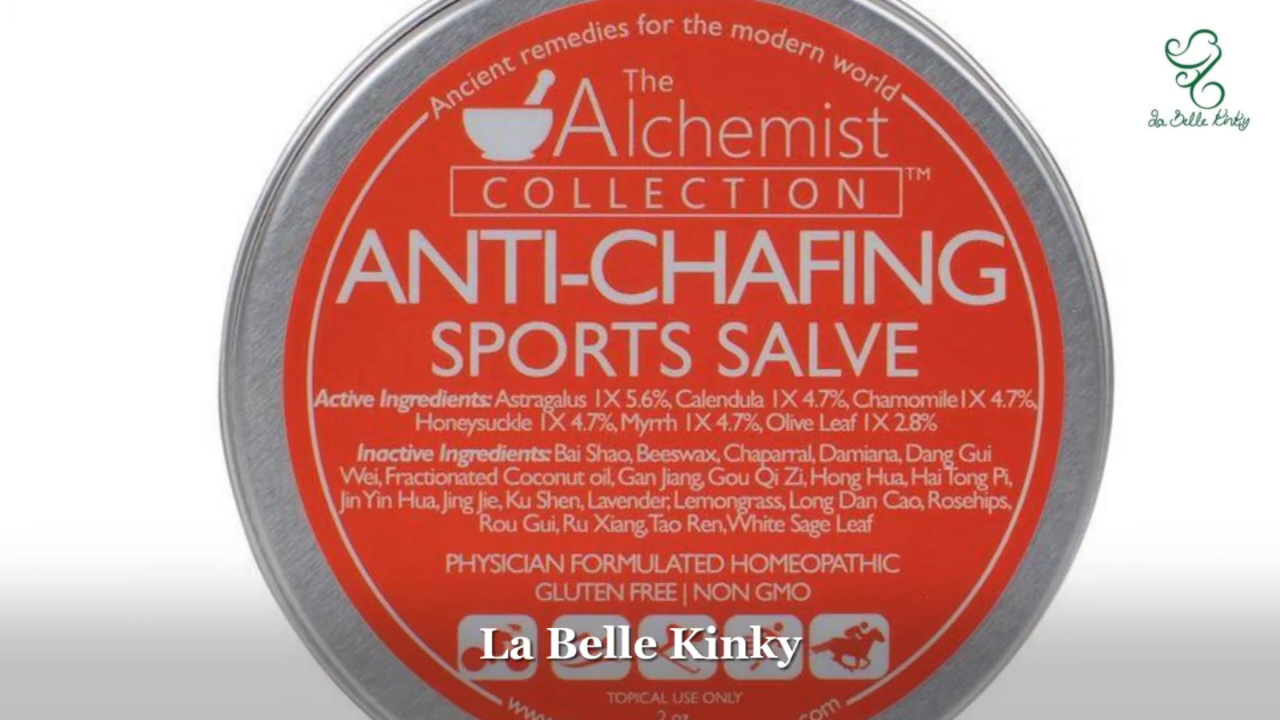 Ancient remedies for the modern world
The
Alchemist
COLLECTION™
ANTI-CHAFING
SPORTS SALVE
Active Ingredients: Astragalus 1X 5.6%, Calendula 1X 4.7%, Chamomile 1X 4.7%,
Honeysuckle 1X 4.7%, Myrrh 1X 4.7%, Olive Leaf 1X 2.8%
Inactive Ingredients: Bai Shao, Beeswax, Chaparral, Damiana, Dang Gui
Wei, Fractionated Coconut oil, Gan Jiang, Gou Qi Zi, Hong Hua, Hai Tong Pi,
Jin Yin Hua, Jing Jie, Ku Shen, Lavender, Lemongrass, Long Dan Cao, Rosehips,
Rou Gui, Ru Xiang, Tao Ren, White Sage Leaf
PHYSICIAN FORMULATED HOMEOPATHIC
GLUTEN FREE | NON GMO
La Belle Kinky
TOPICAL USE ONLY
2 oz
La Belle Kinky